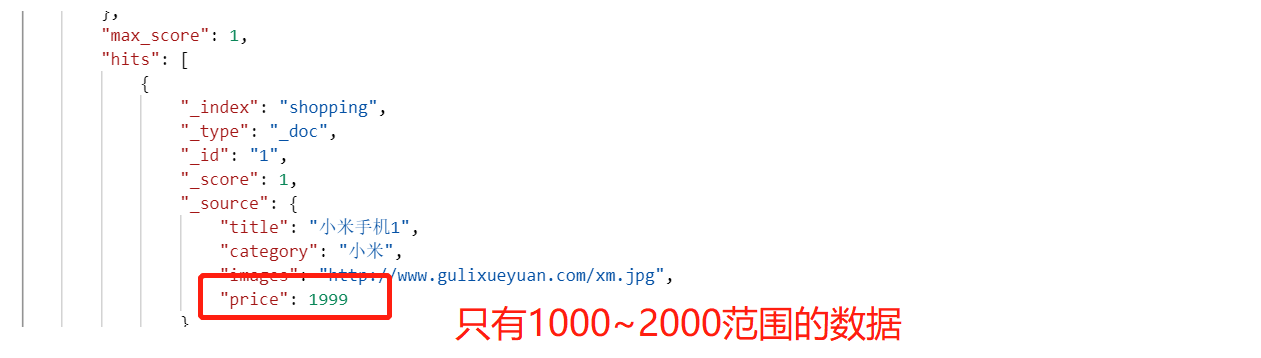 },
"max_score": 1,
"hits": [
{
"_index": "shopping",
"_type": "_doc",
"_id": "1",
"_score": 1,
"_source": {
"title": "小米手机1",
"category": "小米",
"images": "http://www.gulixueyuan.com/xm.jpg",
"price": 1999
}
只有1000~2000范围的数据